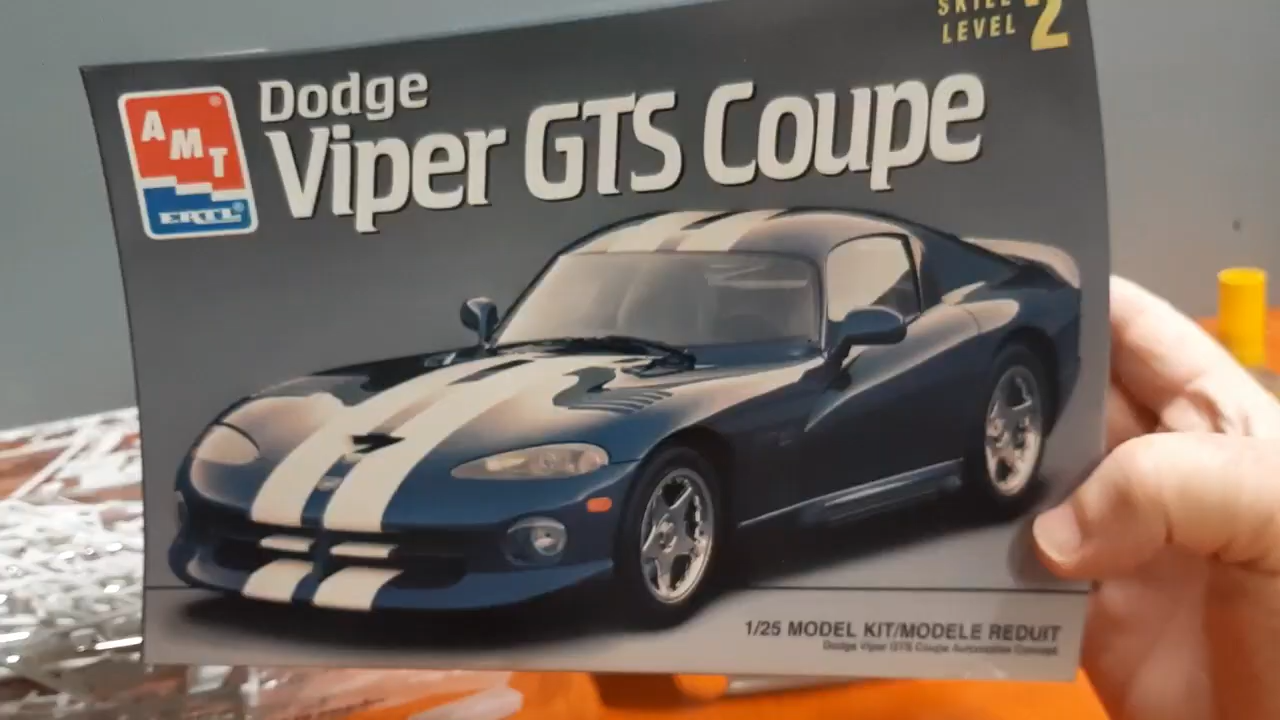 SKILL
LEVEL 2
AMT
ERTL
Dodge
Viper GTS Coupe
1/25 MODEL KIT/MODELE REDUIT
Dodge Viper GTS Coupe Automobile Concept